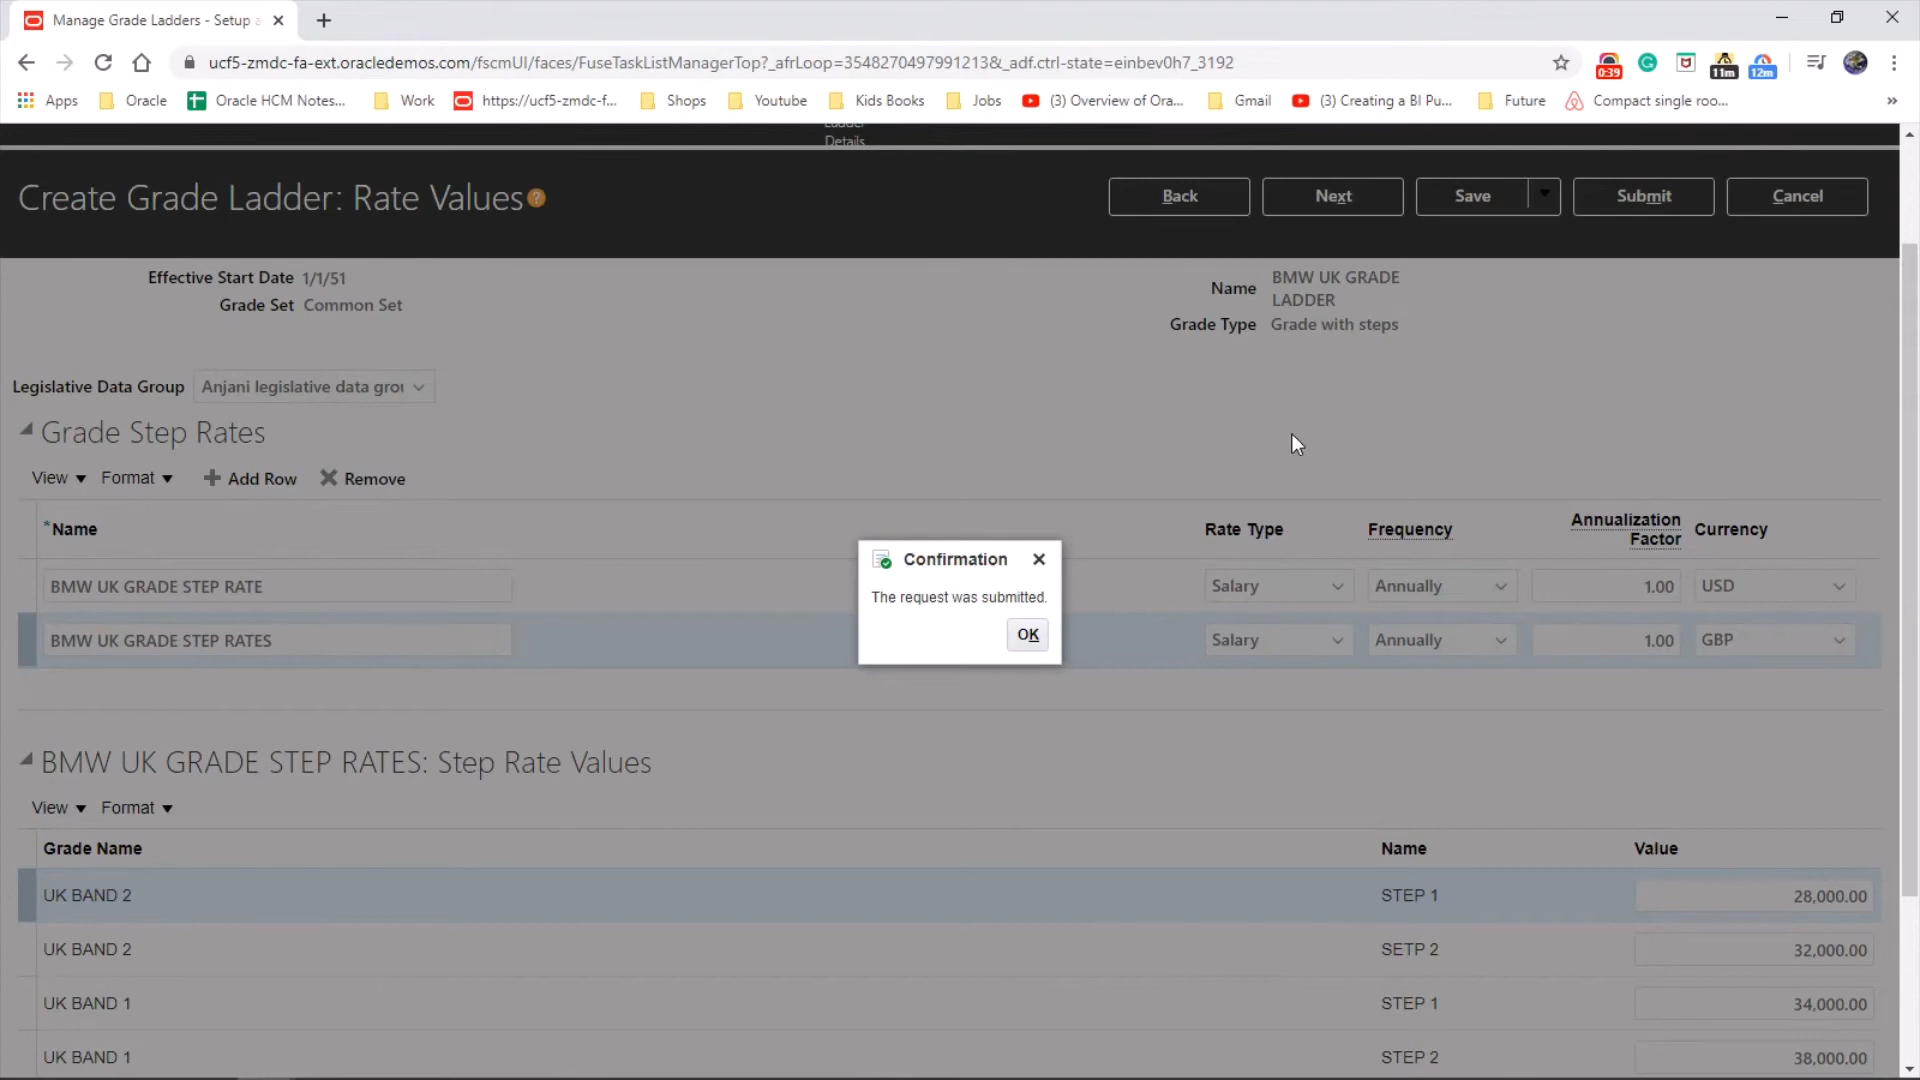 Manage Grade Ladders - Setup a
ucf5-zmdc-fa-ext.oracledemos.com/fscmUI/faces/FuseTaskListManagerTop?_afrLoop=3548270497991213&_adf.ctrl-state=einbev0h7_3192
0:39
11m
12m
Apps
Oracle
Oracle HCM Notes...
Work
https://ucf5-zmdc-f...
Shops
Youtube
Kids Books
Jobs
(3) Overview of Ora...
Gmail
(3) Creating a BI Pu...
Future
Compact single roo...
»
Ladder
Details
Create Grade Ladder: Rate Values
?
Back
Next
Save
Submit
Cancel
Effective Start Date 1/1/51
Grade Set Common Set
Name BMW UK GRADE
LADDER
Grade Type Grade with steps
Legislative Data Group Anjani legislative data grou
Grade Step Rates
View
Format
Add Row
Remove
*Name
Rate Type
Frequency
Annualization
Factor
Currency
BMW UK GRADE STEP RATE
Salary
Annually
1.00
USD
BMW UK GRADE STEP RATES
Salary
Annually
1.00
GBP
Confirmation
The request was submitted.
OK
BMW UK GRADE STEP RATES: Step Rate Values
View
Format
Grade Name
Name
Value
UK BAND 2
STEP 1
28,000.00
UK BAND 2
SETP 2
32,000.00
UK BAND 1
STEP 1
34,000.00
UK BAND 1
STEP 2
38,000.00